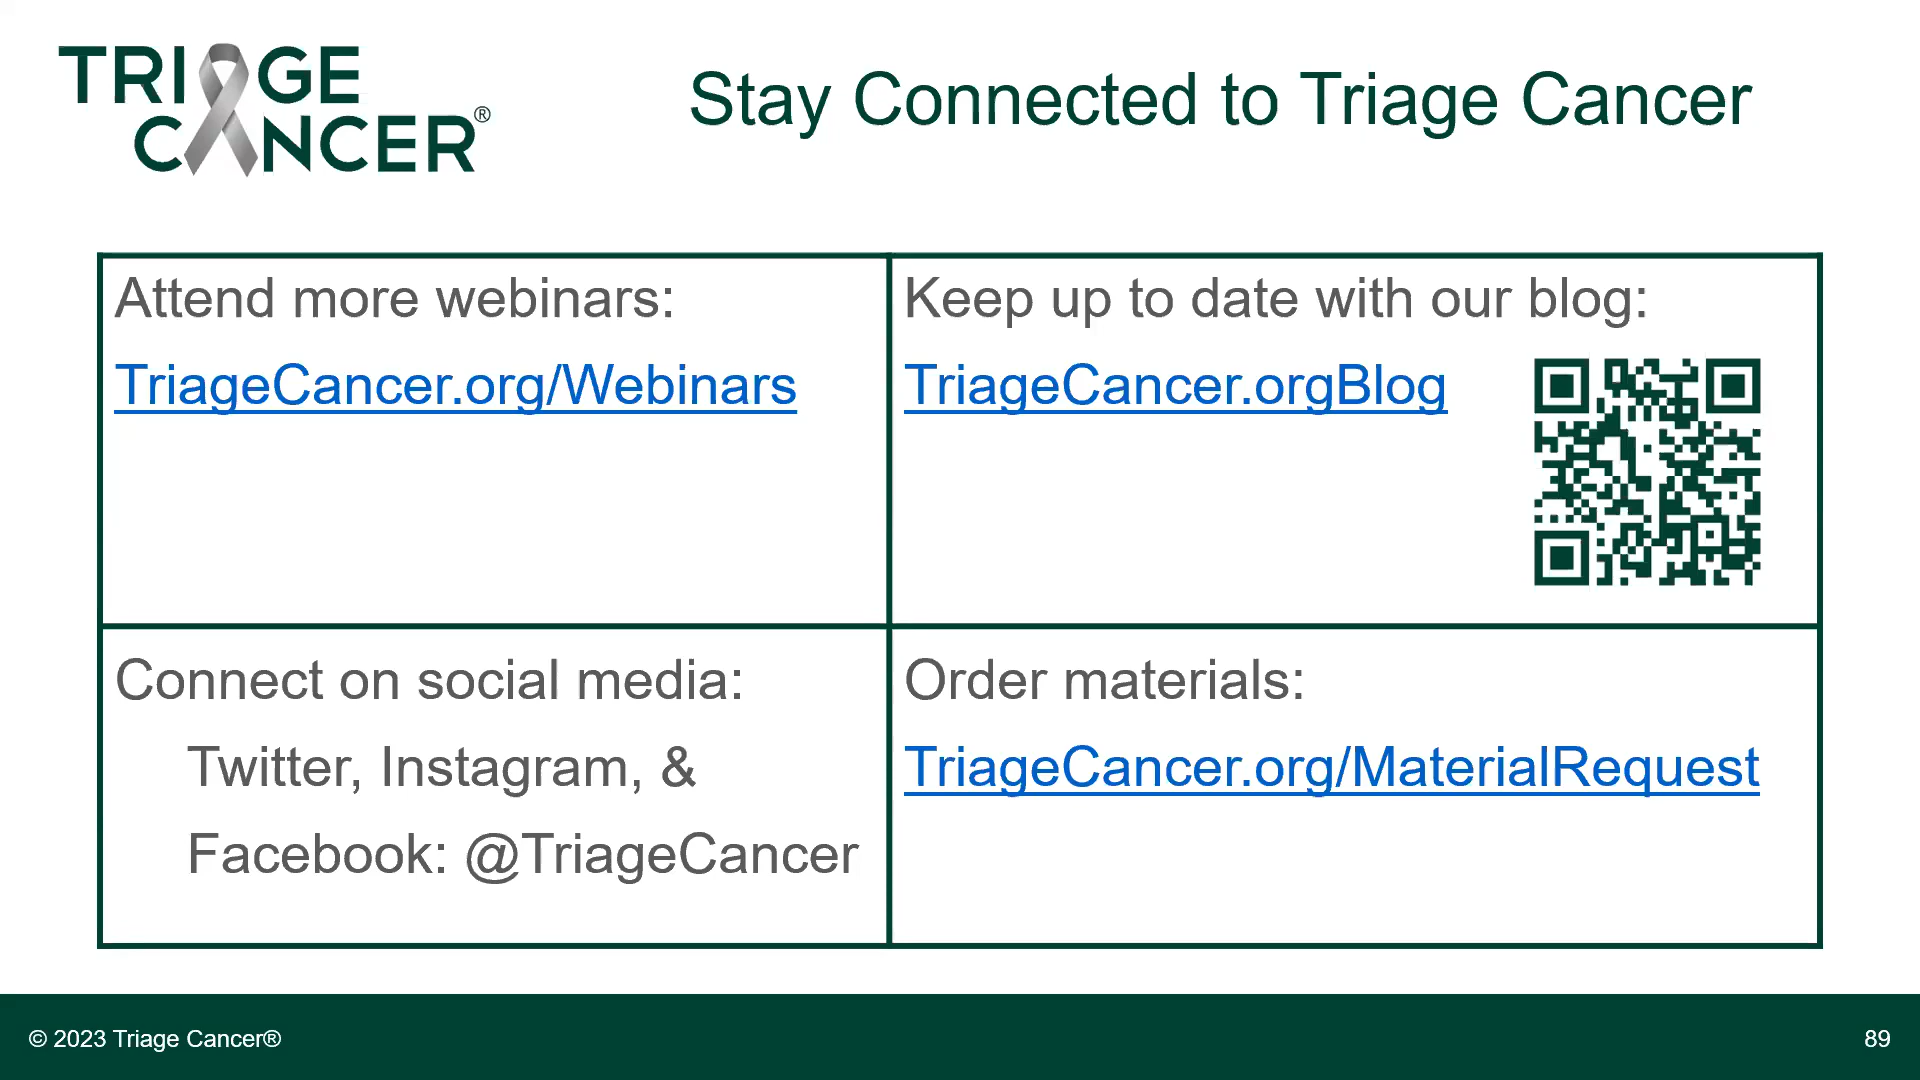 TRIAGE
CANCER®
Stay Connected to Triage Cancer
Attend more webinars:
TriageCancer.org/Webinars
Keep up to date with our blog:
TriageCancer.orgBlog
Connect on social media:
Twitter, Instagram, &
Facebook: @TriageCancer
Order materials:
TriageCancer.org/MaterialRequest
© 2023 Triage Cancer®
89